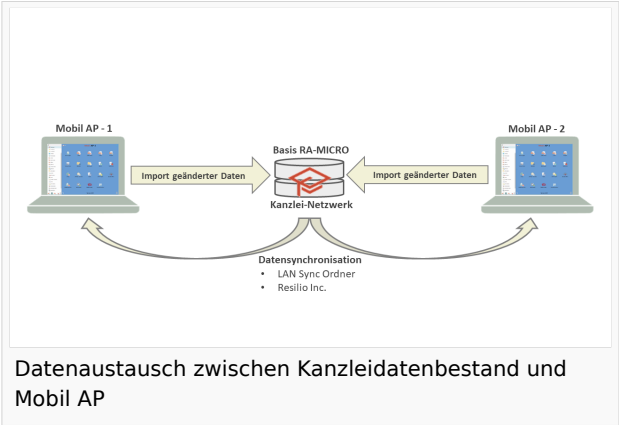 Mobil AP - 1
Mobil AP - 2
Basis RA-MICRO
Import geänderter Daten
Import geänderter Daten
Kanzlei-Netzwerk
Datensynchronisation
• LAN Sync Ordner
• Resilio Inc.
Datenaustausch zwischen Kanzleidatenbestand und
Mobil AP